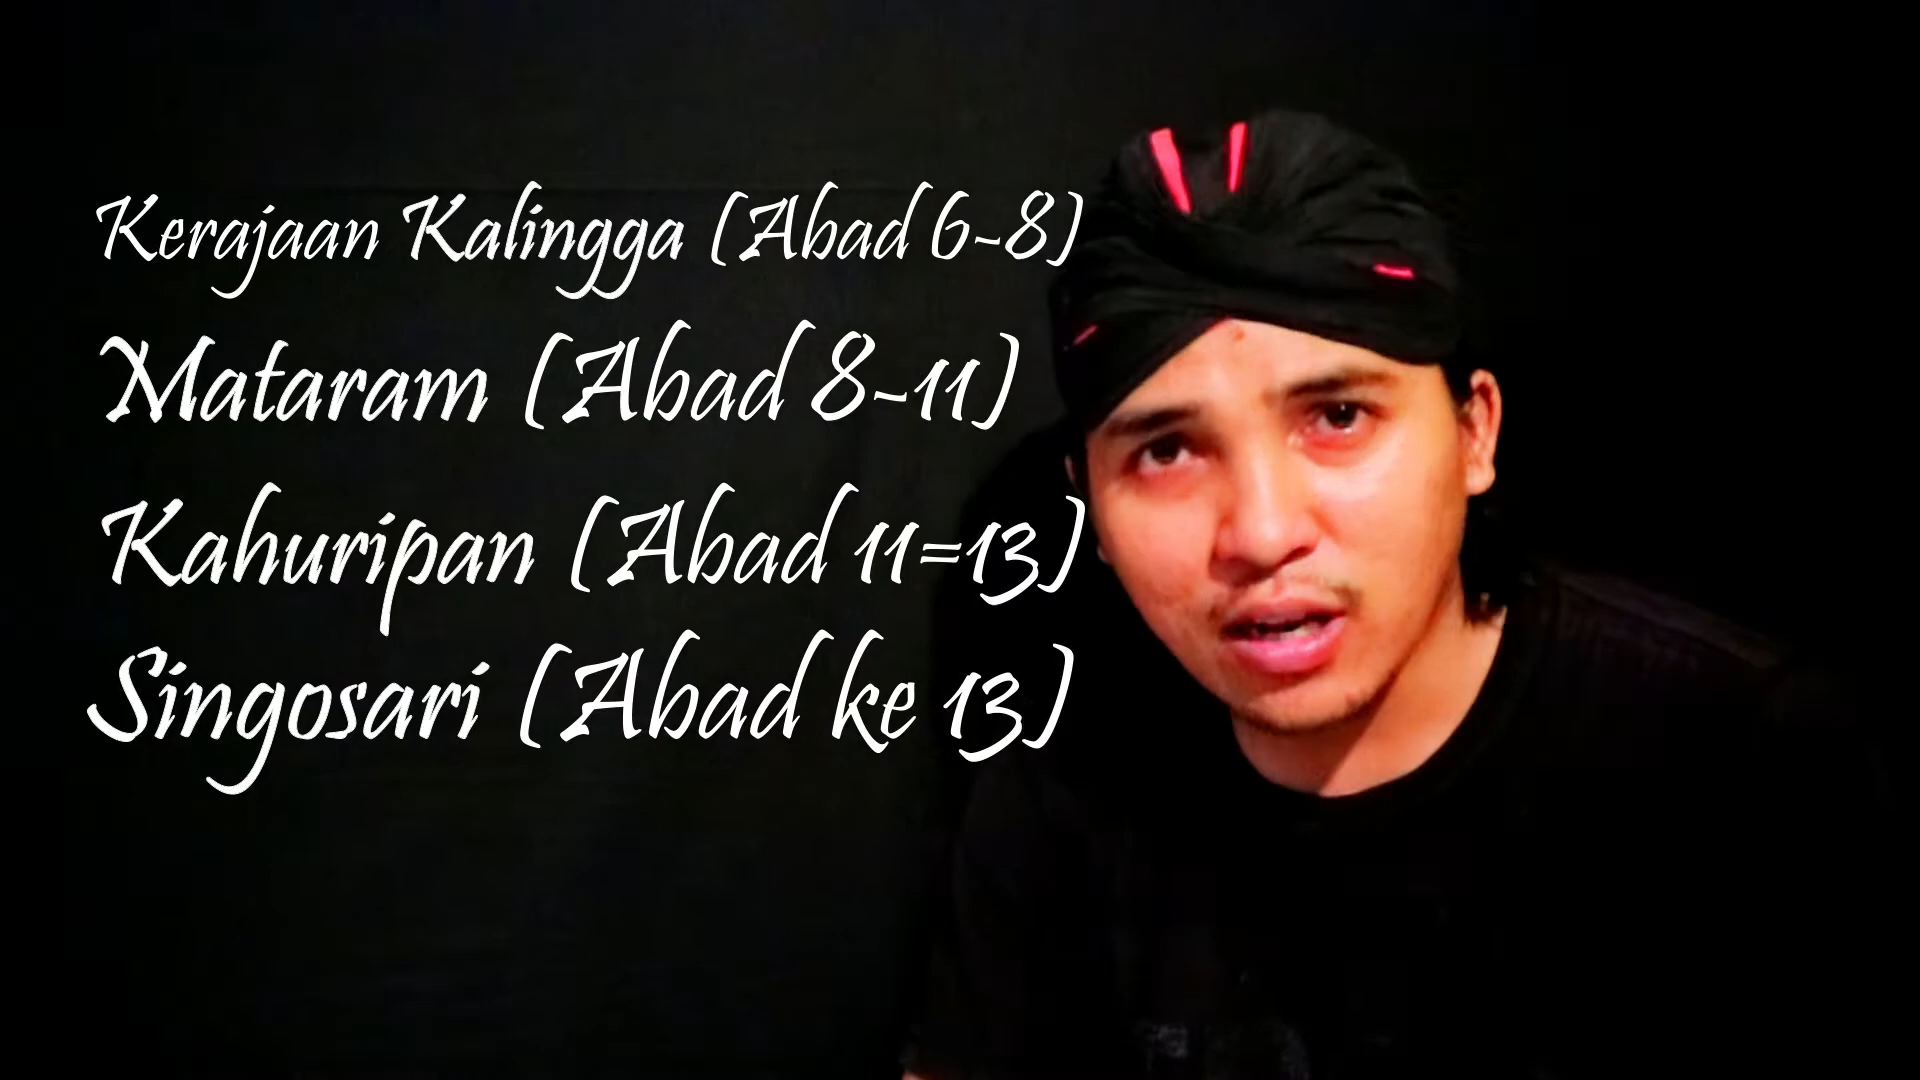 Kerajaan Kalingga (Abad 6-8)
Mataram (Abad 8-11)
Kahuripan (Abad 11=13)
Singosari (Abad ke 13)